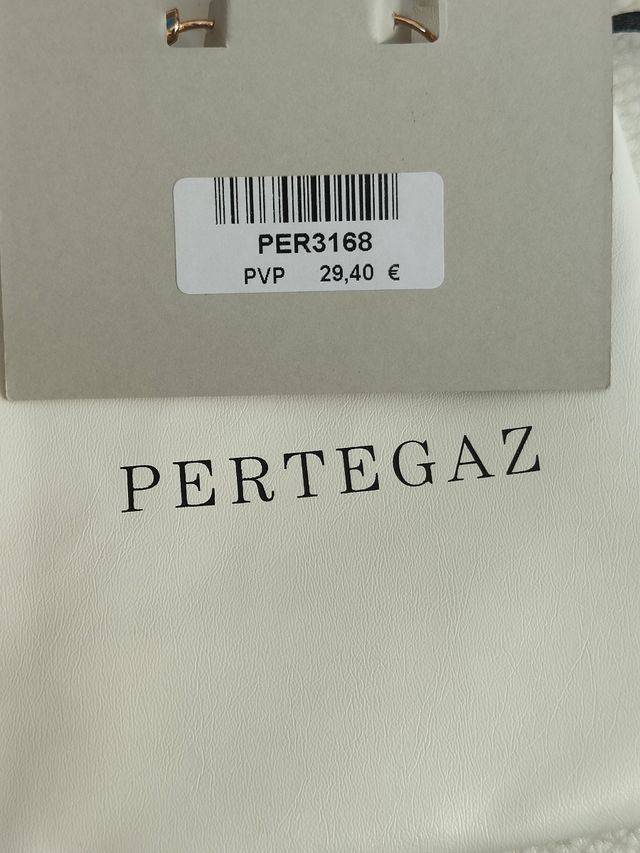 PER3168
PVP 29,40 €
PERTEGAZ